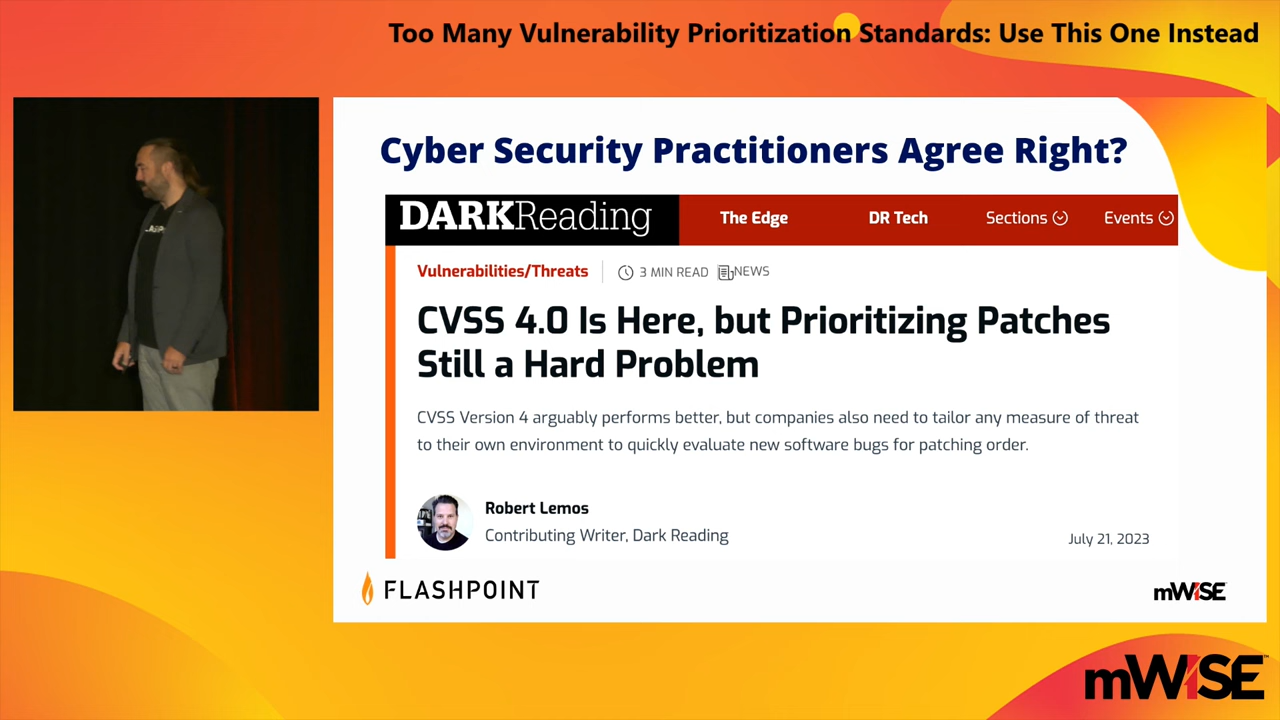 Too Many Vulnerability Prioritization Standards: Use This One Instead
Cyber Security Practitioners Agree Right?
DARKReading
The Edge
DR Tech
Sections
Events
Vulnerabilities/Threats
3 MIN READ
NEWS
CVSS 4.0 Is Here, but Prioritizing Patches
Still a Hard Problem
CVSS Version 4 arguably performs better, but companies also need to tailor any measure of threat
to their own environment to quickly evaluate new software bugs for patching order.
Robert Lemos
Contributing Writer, Dark Reading
July 21, 2023
FLASHPOINT
mWISE
mWISE™